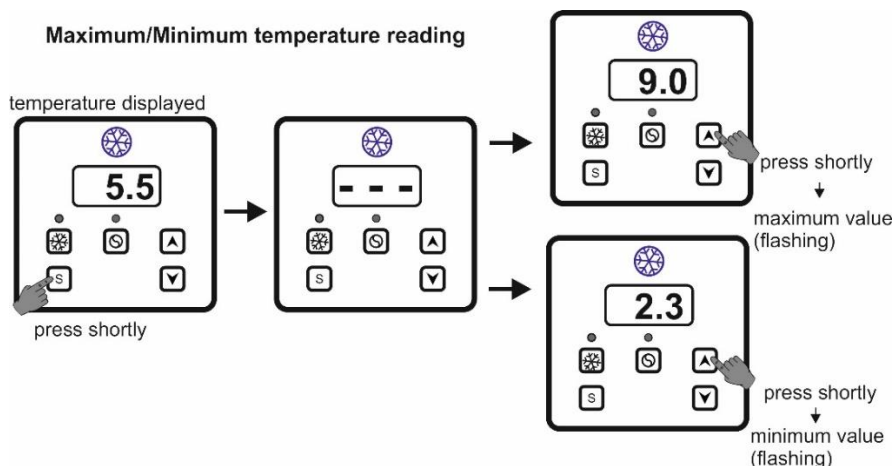 Maximum/Minimum temperature reading
temperature displayed
5.5
S
press shortly
- - -
S
9.0
S
press shortly
maximum value
(flashing)
2.3
S
press shortly
minimum value
(flashing)